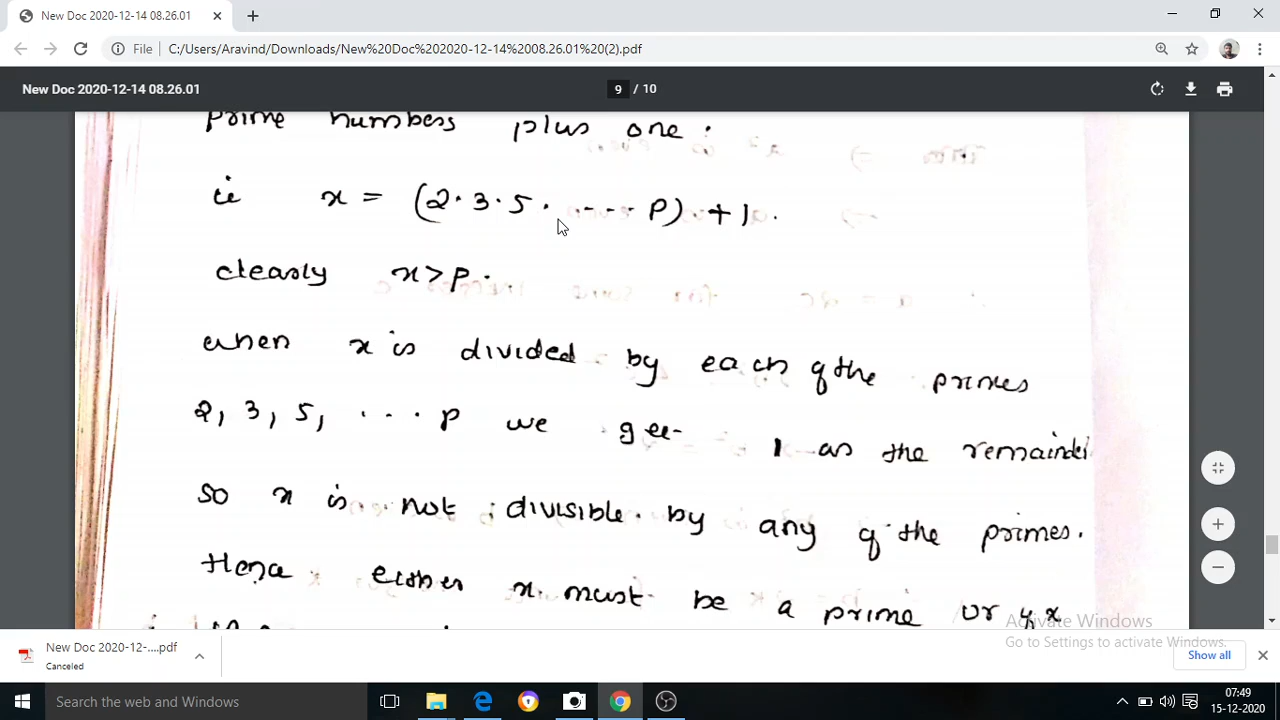 New Doc 2020-12-14 08.26.01
File C:/Users/Aravind/Downloads/New%20Doc%202020-12-14%2008.26.01%20(2).pdf
New Doc 2020-12-14 08.26.01
9 / 10
prime numbers plus one.
ie x = (2·3·5· ..... p) + 1.
clearly x > p.
when x is divided by each of the primes
2, 3, 5, ... p we get 1 as the remainder
so x is not divisible by any of the primes.
Hence either x must be a prime or if x
Activate Windows
Go to Settings to activate Windows.
New Doc 2020-12-....pdf
Canceled
Show all
Search the web and Windows
07:49
15-12-2020